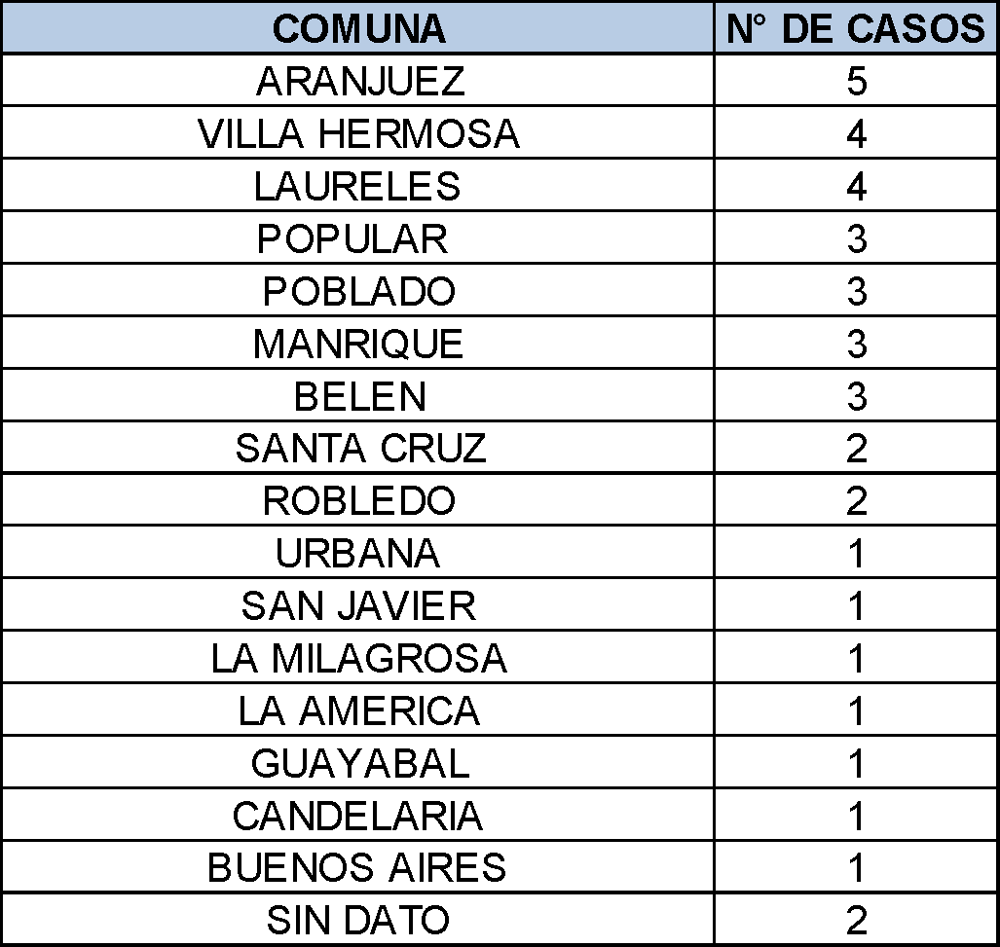 COMUNA N° DE CASOS
ARANJUEZ 5
VILLA HERMOSA 4
LAURELES 4
POPULAR 3
POBLADO 3
MANRIQUE 3
BELEN 3
SANTA CRUZ 2
ROBLEDO 2
URBANA 1
SAN JAVIER 1
LA MILAGROSA 1
LA AMERICA 1
GUAYABAL 1
CANDELARIA 1
BUENOS AIRES 1
SIN DATO 2